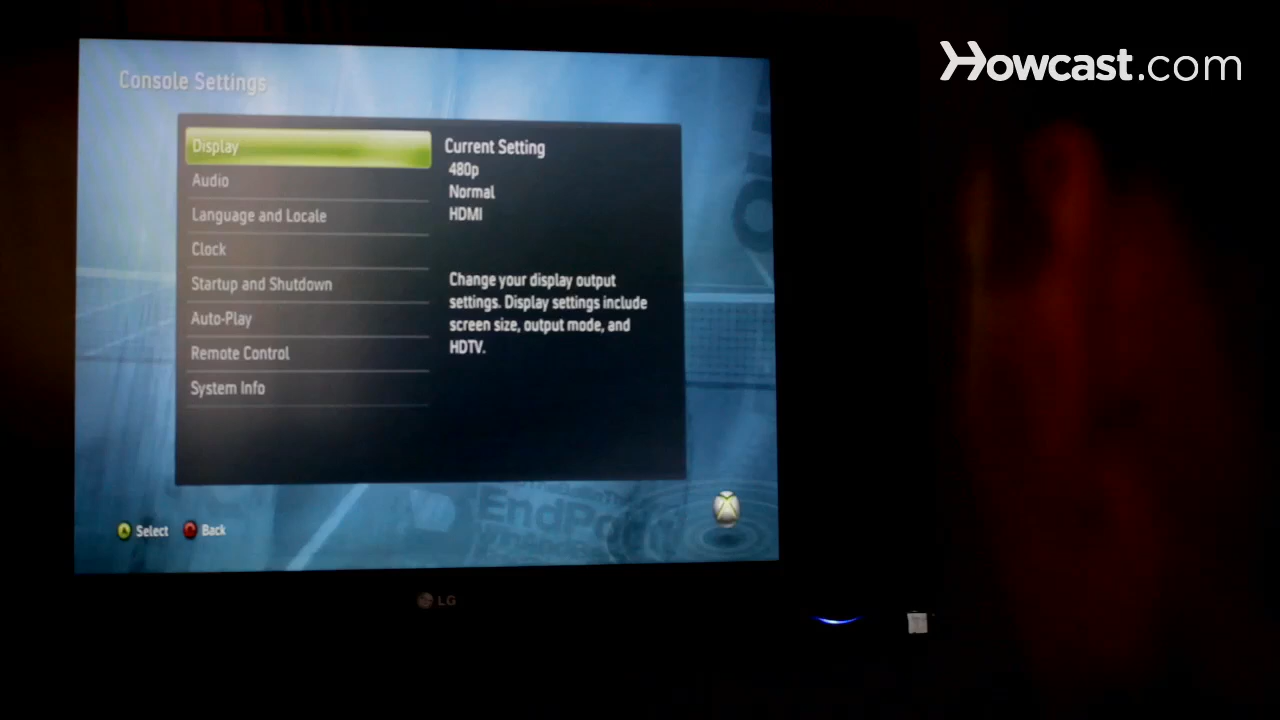 Howcast.com
Console Settings
Display
Audio
Language and Locale
Clock
Startup and Shutdown
Auto-Play
Remote Control
System Info
Current Setting
480p
Normal
HDMI
Change your display output
settings. Display settings include
screen size, output mode, and
HDTV.
EndPoint
A Select B Back
LG